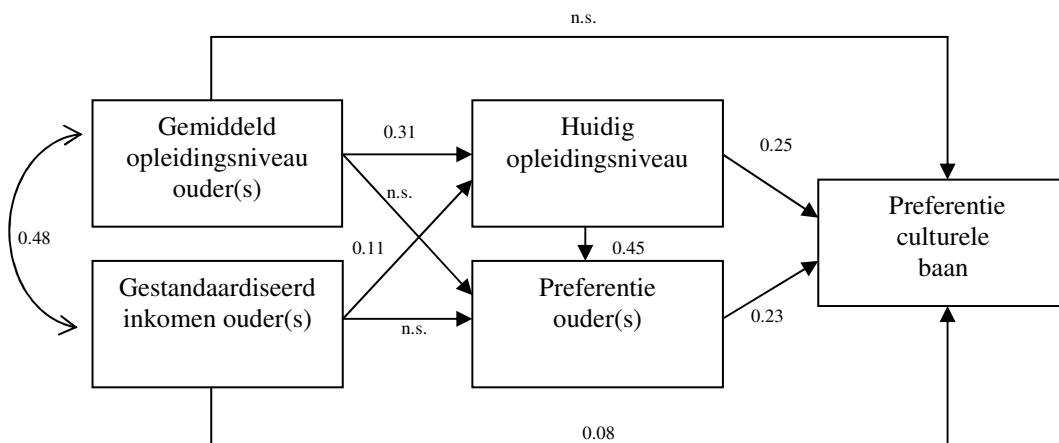 n.s.
Gemiddeld
opleidingsniveau
ouder(s)
0.31
Huidig
opleidingsniveau
0.25
n.s.
Preferentie
culturele
baan
0.48
0.11
0.45
Gestandaardiseerd
inkomen ouder(s)
n.s.
Preferentie
ouder(s)
0.23
0.08